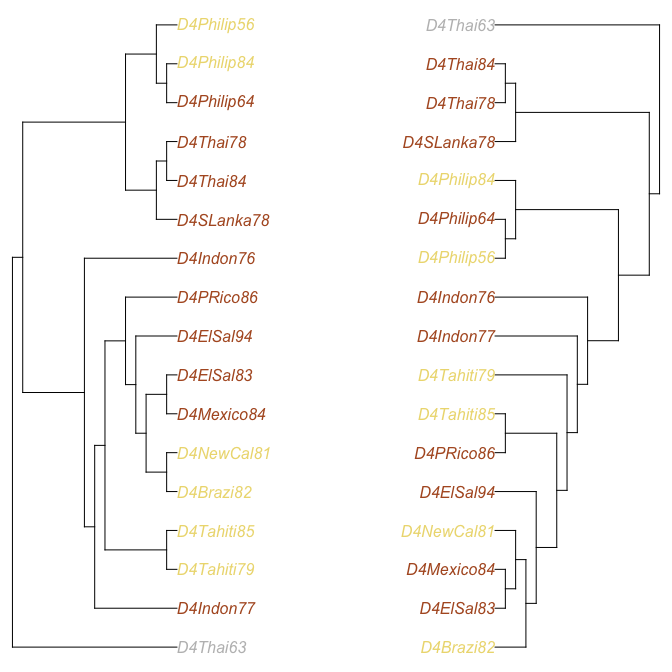 D4Philip56
D4Philip84
D4Philip64
D4Thai78
D4Thai84
D4SLanka78
D4Indon76
D4PRico86
D4ElSal94
D4ElSal83
D4Mexico84
D4NewCal81
D4Brazi82
D4Tahiti85
D4Tahiti79
D4Indon77
D4Thai63
D4Thai63
D4Thai84
D4Thai78
D4SLanka78
D4Philip84
D4Philip64
D4Philip56
D4Indon76
D4Indon77
D4Tahiti79
D4Tahiti85
D4PRico86
D4ElSal94
D4NewCal81
D4Mexico84
D4ElSal83
D4Brazi82